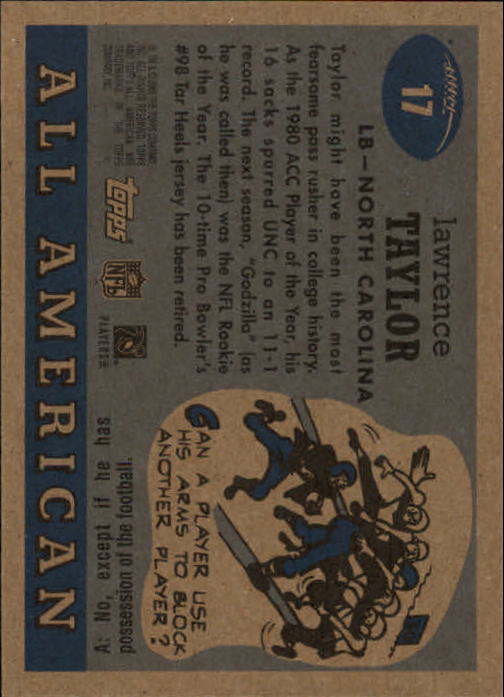 17
lawrence
TAYLOR
LB—NORTH CAROLINA
Taylor might have been the most
fearsome pass rusher in college history.
As the 1980 ACC Player of the Year, his
16 sacks spurred UNC to an 11-1
record. The next season, "Godzilla" (as
he was called then) was the NFL Rookie
of the Year. The 10-time Pro Bowler's
#98 Tar Heels jersey has been retired.
topps
NFL
PLAYERS
CAN A PLAYER USE
HIS ARMS TO BLOCK
ANOTHER PLAYER?
A: No, except if he has
possession of the football.
ALL AMERICAN